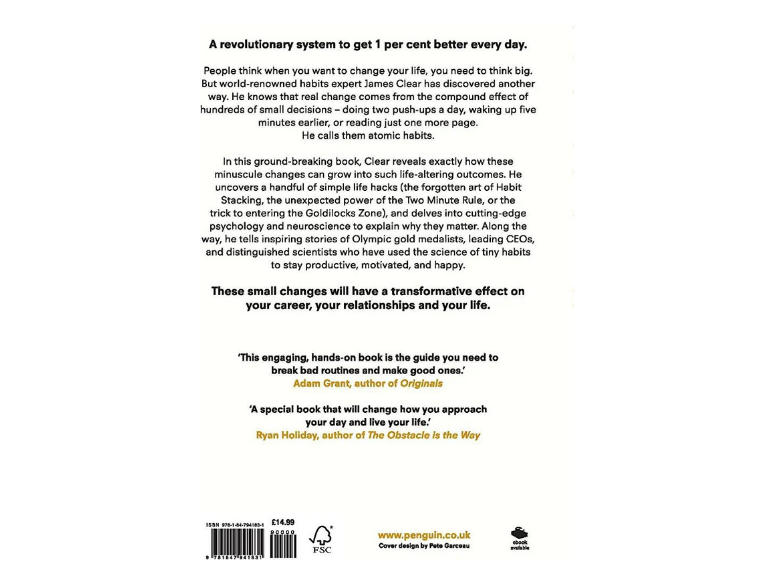 A revolutionary system to get 1 per cent better every day.
People think when you want to change your life, you need to think big.
But world-renowned habits expert James Clear has discovered another
way. He knows that real change comes from the compound effect of
hundreds of small decisions – doing two push-ups a day, waking up five
minutes earlier, or reading just one more page.
He calls them atomic habits.
In this ground-breaking book, Clear reveals exactly how these
minuscule changes can grow into such life-altering outcomes. He
uncovers a handful of simple life hacks (the forgotten art of Habit
Stacking, the unexpected power of the Two Minute Rule, or the
trick to entering the Goldilocks Zone), and delves into cutting-edge
psychology and neuroscience to explain why they matter. Along the
way, he tells inspiring stories of Olympic gold medalists, leading CEOs,
and distinguished scientists who have used the science of tiny habits
to stay productive, motivated, and happy.
These small changes will have a transformative effect on
your career, your relationships and your life.
'This engaging, hands-on book is the guide you need to
break bad routines and make good ones.'
Adam Grant, author of Originals
'A special book that will change how you approach
your day and live your life.'
Ryan Holiday, author of The Obstacle is the Way
ISBN 978-1-84-794183-1
£14.99
90000
9 781847 941831
FSC
www.penguin.co.uk
Cover design by Pete Garceau
ebook
available